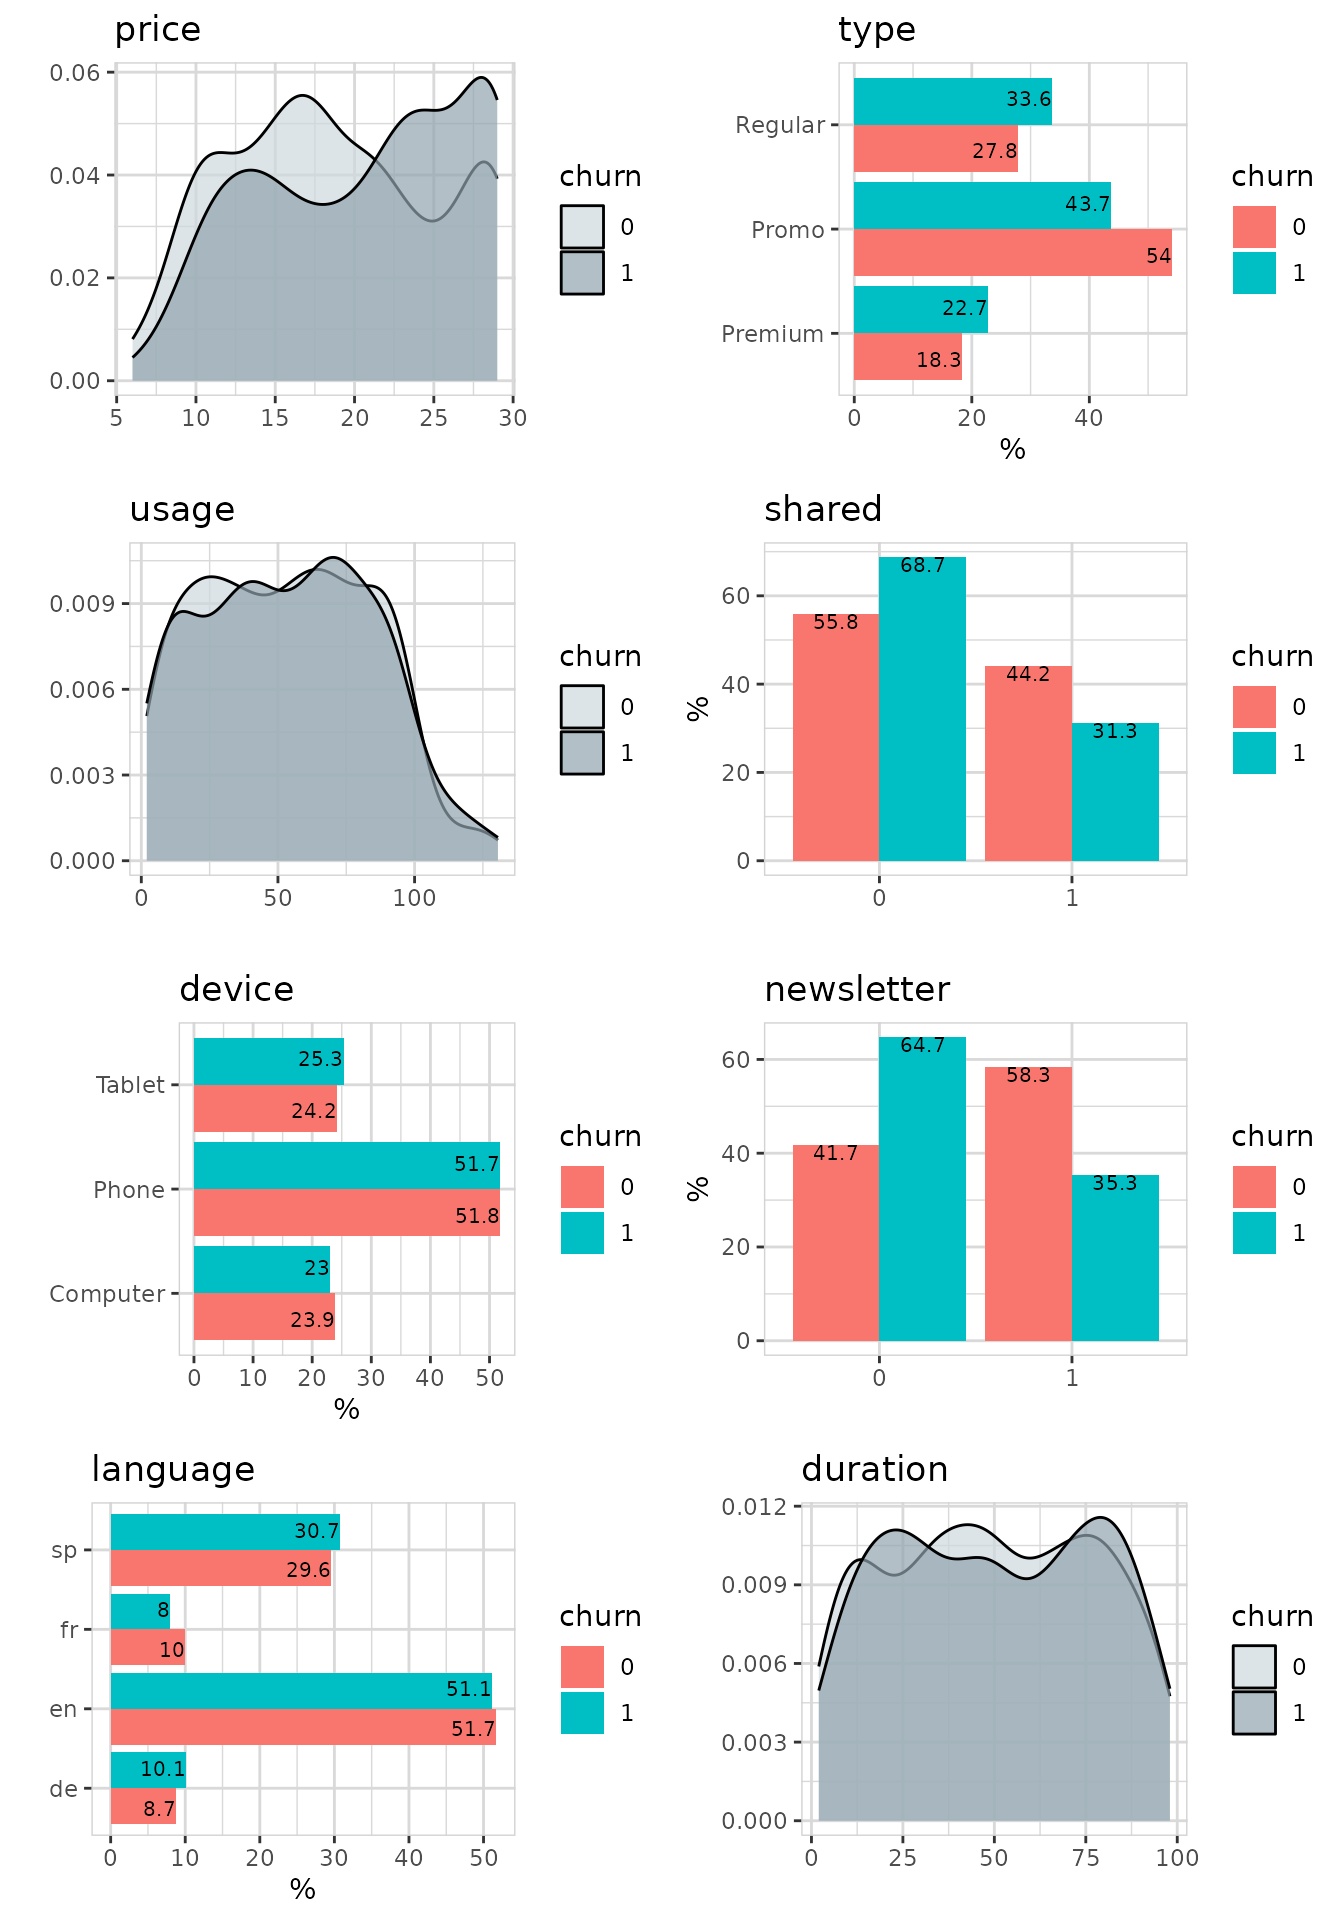 price
0.06
0.04
0.02
0.00
5 10 15 20 25 30
churn
0
1
type
Regular
Promo
Premium
33.6
27.8
43.7
54
22.7
18.3
0 20 40
%
churn
0
1
usage
0.009
0.006
0.003
0.000
0 50 100
churn
0
1
shared
%
60
40
20
0
68.7
55.8
44.2
31.3
0 1
churn
0
1
device
Tablet
Phone
Computer
25.3
24.2
51.7
51.8
23
23.9
0 10 20 30 40 50
%
churn
0
1
newsletter
%
60
40
20
0
64.7
41.7
58.3
35.3
0 1
churn
0
1
language
sp
fr
en
de
30.7
29.6
8
10
51.1
51.7
10.1
8.7
0 10 20 30 40 50
%
churn
0
1
duration
0.012
0.009
0.006
0.003
0.000
0 25 50 75 100
churn
0
1